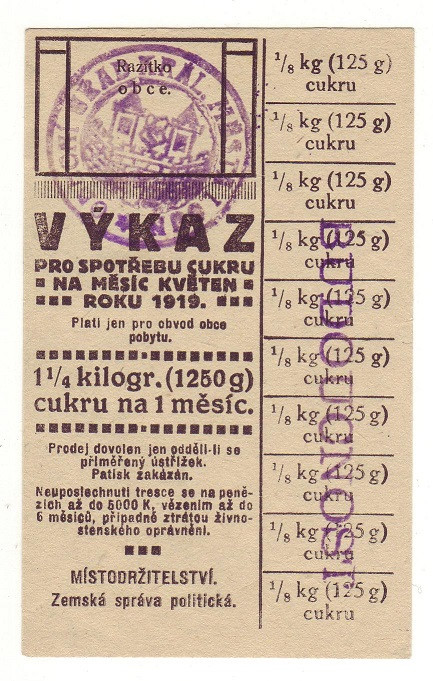 Razítko
obce.
VÝKAZ
PRO SPOTŘEBU CUKRU
NA MĚSÍC KVĚTEN
ROKU 1919.
Platí jen pro obvod obce
pobytu.
1 1/4 kilogr. (1250 g)
cukru na 1 měsíc.
Prodej dovolen jen oddělí-li se
přiměřený ústřižek.
Patisk zakázán.
Neuposlechnutí tresce se na peně-
zích až do 5000 K, vězením až do
6 měsíců, případně ztrátou živno-
stenského oprávnění.
MÍSTODRŽITELSTVÍ.
Zemská správa politická.
1/8 kg (125 g)
cukru
1/8 kg (125 g)
cukru
1/8 kg (125 g)
cukru
1/8 kg (125 g)
cukru
1/8 kg (125 g)
cukru
1/8 kg (125 g)
cukru
1/8 kg (125 g)
cukru
1/8 kg (125 g)
cukru
1/8 kg (125 g)
cukru
1/8 kg (125 g)
cukru
BUDOUCNOST